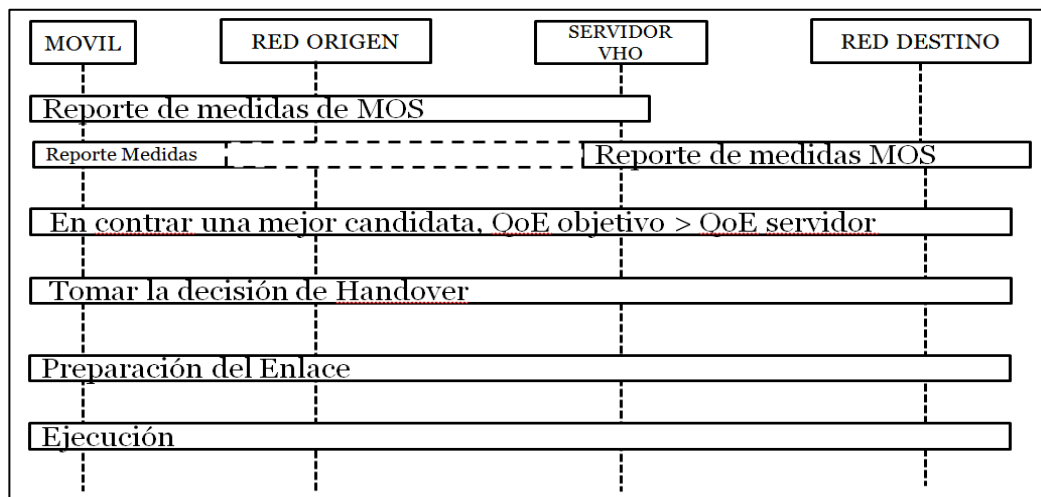 MOVIL
RED ORIGEN
SERVIDOR
VHO
RED DESTINO
Reporte de medidas de MOS
Reporte Medidas
Reporte de medidas MOS
En contrar una mejor candidata, QoE objetivo > QoE servidor
Tomar la decisión de Handover
Preparación del Enlace
Ejecución